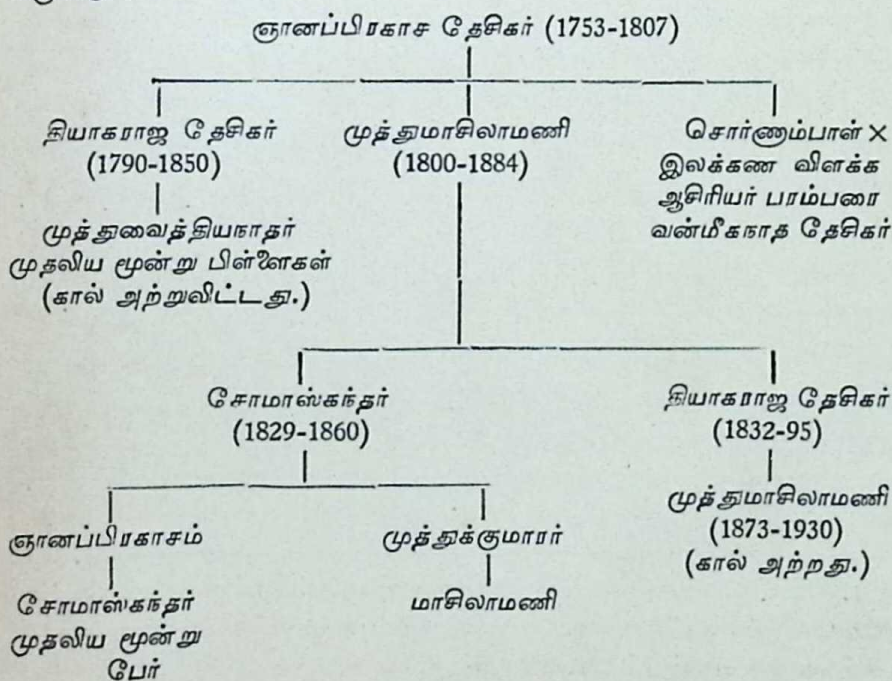 ஞானப்பிரகாச தேசிகர் (1753-1807)
தியாகராஜ தேசிகர்
(1790-1850)
முத்துவைத்தியநாதர்
முதலிய மூன்று பிள்ளைகள்
(கால் அற்றுவிட்டது.)
முத்துமாசிலாமணி
(1800-1884)
சொர்ணாம்பாள் ×
இலக்கண விளக்க
ஆசிரியர் பரம்பரை
வன்மீகநாத தேசிகர்
சோமாஸ்கந்தர்
(1829-1860)
தியாகராஜ தேசிகர்
(1832-95)
ஞானப்பிரகாசம்
சோமாஸ்கந்தர்
முதலிய மூன்று
பேர்
முத்துக்குமாரர்
மாசிலாமணி
முத்துமாசிலாமணி
(1873-1930)
(கால் அற்றது.)